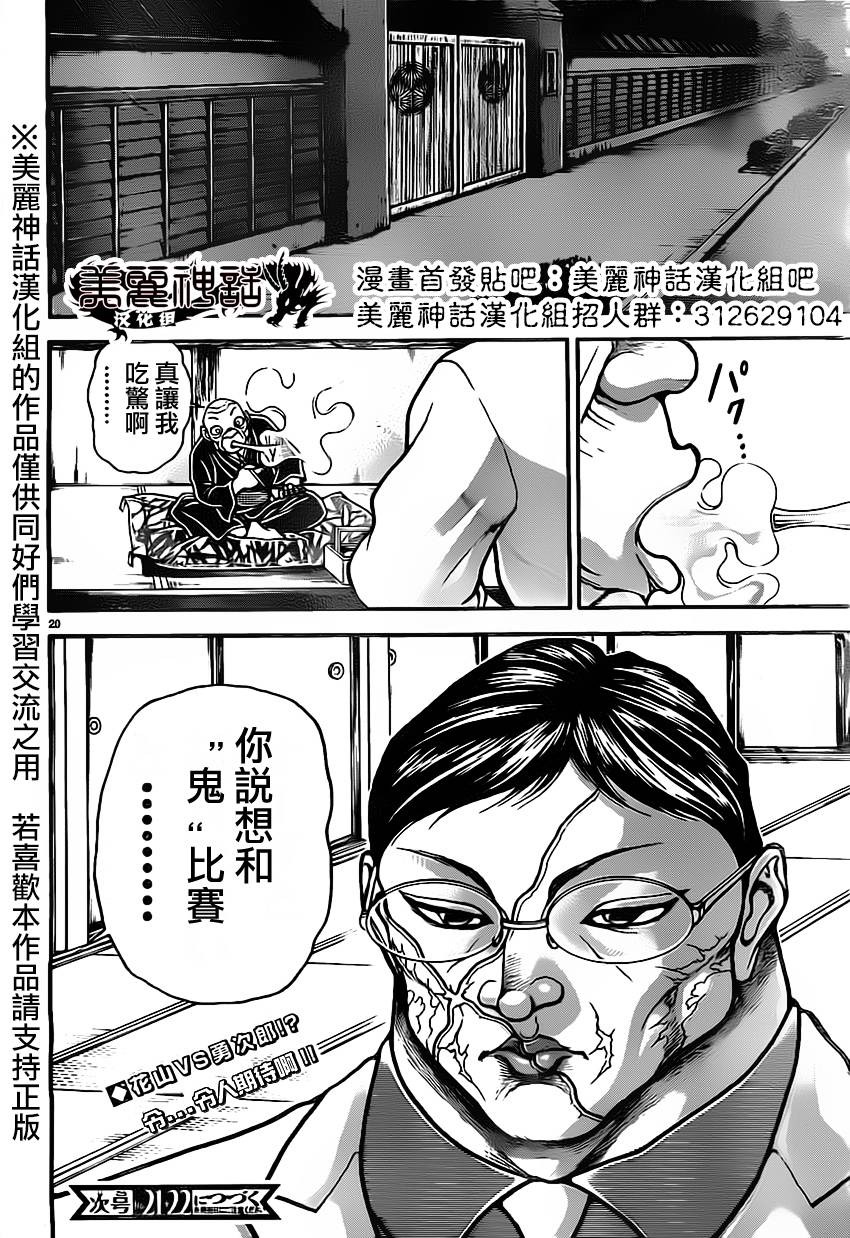 ※美麗神話漢化組的作品僅供同好們學習交流之用　若喜歡本作品請支持正版
美麗神話
汉化组
漫畫首發貼吧：美麗神話漢化組吧
美麗神話漢化組招人群：312629104
パク…
真讓我
吃驚啊
………
20
你説想和
”鬼“比賽
………
◆花山VS勇次郎!?
令…令人期待啊!!
次号21・22につづく